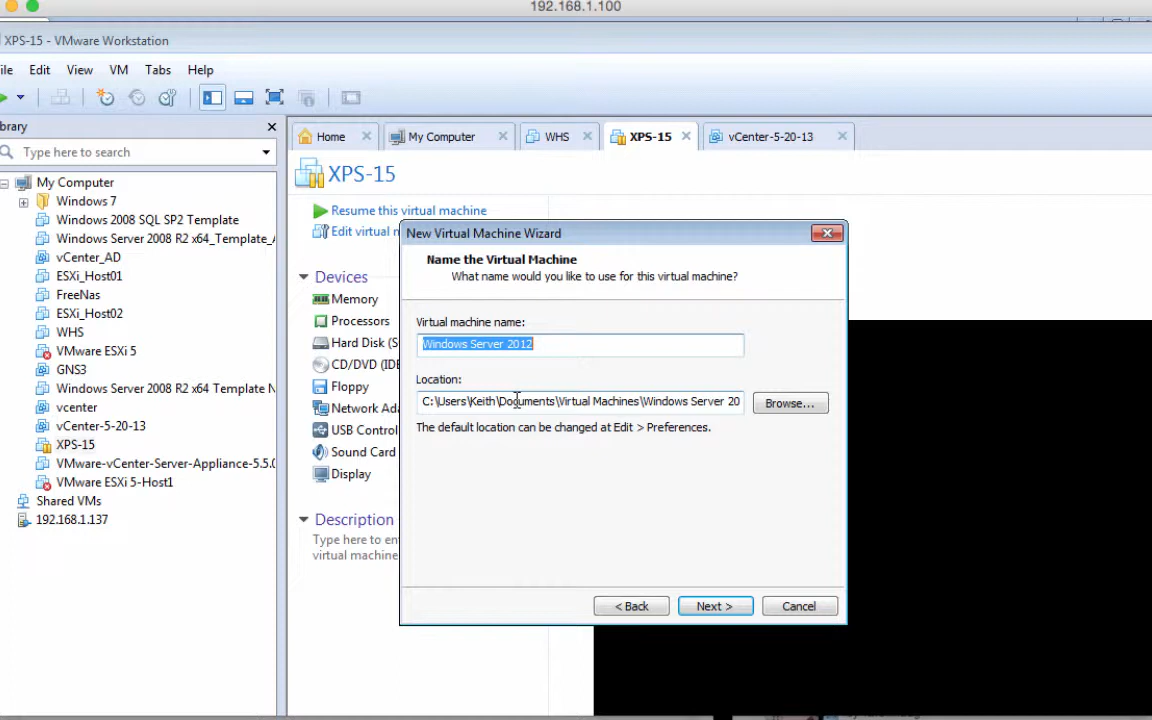 192.168.1.100
XPS-15 - VMware Workstation
ile Edit View VM Tabs Help
brary
Type here to search
My Computer
Windows 7
Windows 2008 SQL SP2 Template
Windows Server 2008 R2 x64_Template_A
vCenter_AD
ESXi_Host01
FreeNas
ESXi_Host02
WHS
VMware ESXi 5
GNS3
Windows Server 2008 R2 x64 Template N
vcenter
vCenter-5-20-13
XPS-15
VMware-vCenter-Server-Appliance-5.5.0
VMware ESXi 5-Host1
Shared VMs
192.168.1.137
Home My Computer WHS XPS-15 vCenter-5-20-13
XPS-15
Resume this virtual machine
Edit virtual n
Devices
Memory
Processors
Hard Disk (S
CD/DVD (IDE
Floppy
Network Ada
USB Control
Sound Card
Display
Description
Type here to en
virtual machine
New Virtual Machine Wizard
Name the Virtual Machine
What name would you like to use for this virtual machine?
Virtual machine name:
Windows Server 2012
Location:
C:\Users\Keith\Documents\Virtual Machines\Windows Server 20
Browse...
The default location can be changed at Edit > Preferences.
< Back Next > Cancel